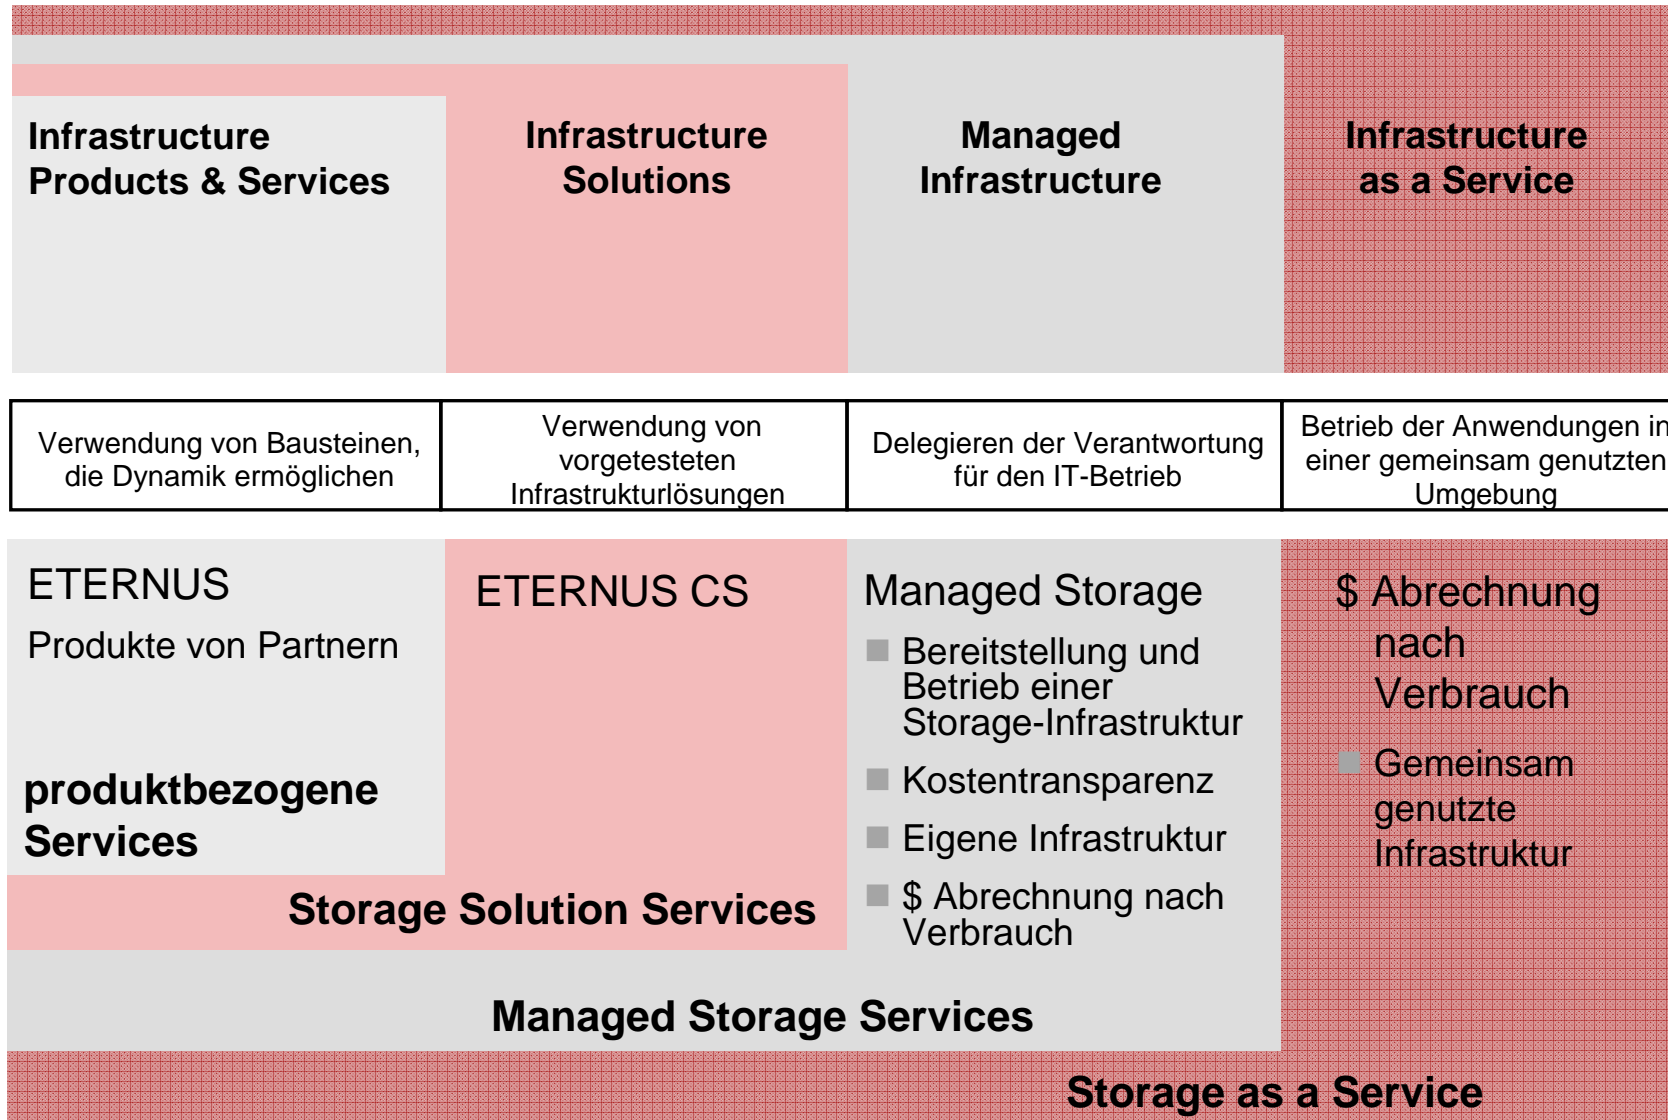 Infrastructure
Products & Services
Infrastructure
Solutions
Managed
Infrastructure
Infrastructure
as a Service
Verwendung von Bausteinen,
die Dynamik ermöglichen
Verwendung von
vorgetesteten
Infrastrukturlösungen
Delegieren der Verantwortung
für den IT-Betrieb
Betrieb der Anwendungen in
einer gemeinsam genutzten
Umgebung
ETERNUS
Produkte von Partnern
produktbezogene
Services
ETERNUS CS
Storage Solution Services
Managed Storage
Bereitstellung und
Betrieb einer
Storage-Infrastruktur
Kostentransparenz
Eigene Infrastruktur
$ Abrechnung nach
Verbrauch
Managed Storage Services
$ Abrechnung
nach
Verbrauch
Gemeinsam
genutzte
Infrastruktur
Storage as a Service